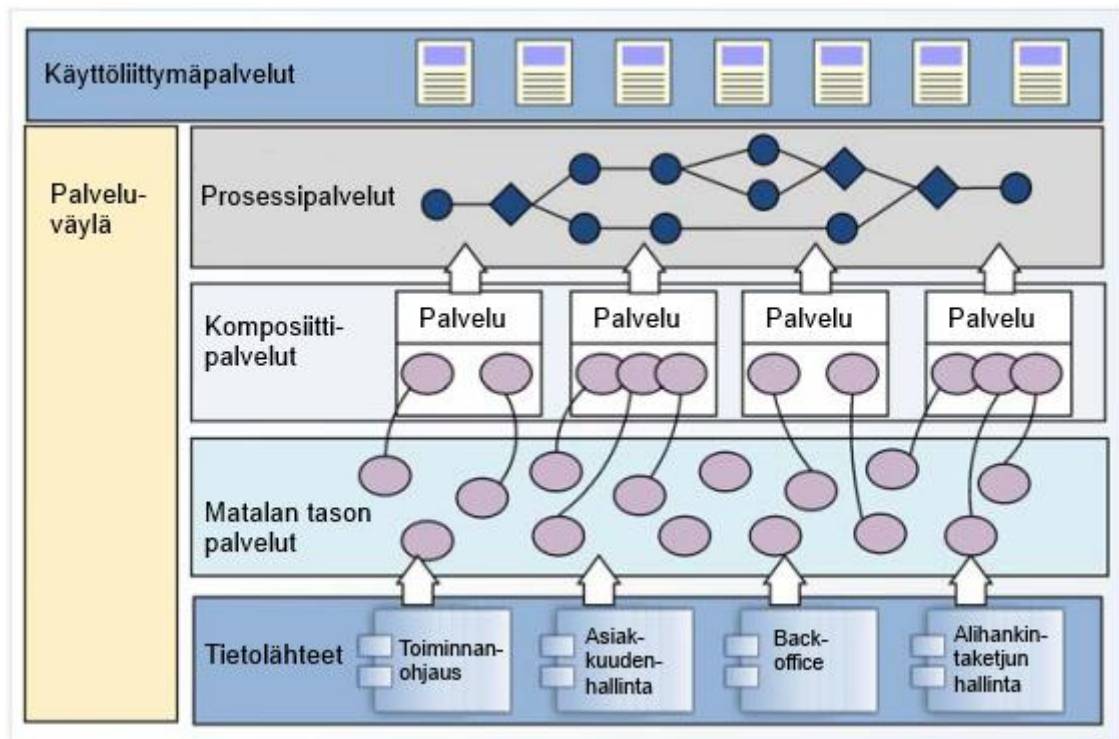 Käyttöliittymäpalvelut
Palvelu-
väylä
Prosessipalvelut
Komposiitti-
palvelut
Palvelu
Palvelu
Palvelu
Palvelu
Matalan tason
palvelut
Tietolähteet
Toiminnan-
ohjaus
Asiak-
kuuden-
hallinta
Back-
office
Alihankin-
taketjun
hallinta